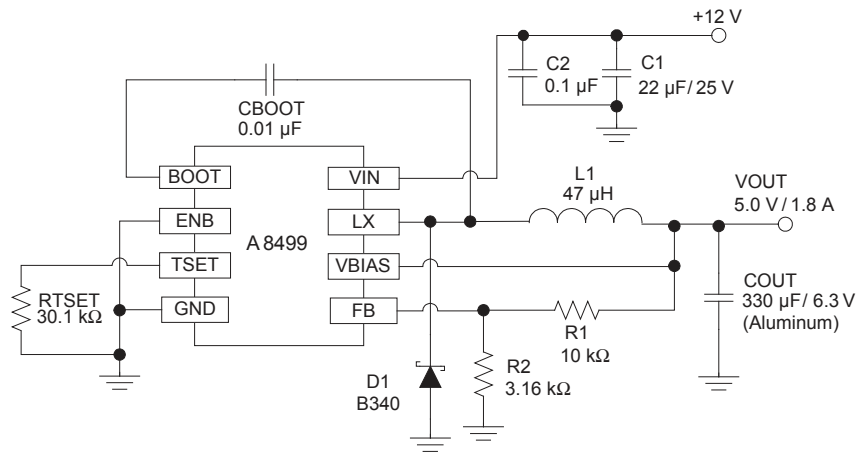 +12 V
C2
0.1 µF
C1
22 µF/ 25 V
CBOOT
0.01 µF
BOOT
VIN
L1
47 µH
VOUT
5.0 V / 1.8 A
ENB
LX
A 8499
TSET
VBIAS
RTSET
30.1 kΩ
GND
FB
COUT
330 µF/ 6.3 V
(Aluminum)
R1
10 kΩ
R2
3.16 kΩ
D1
B340